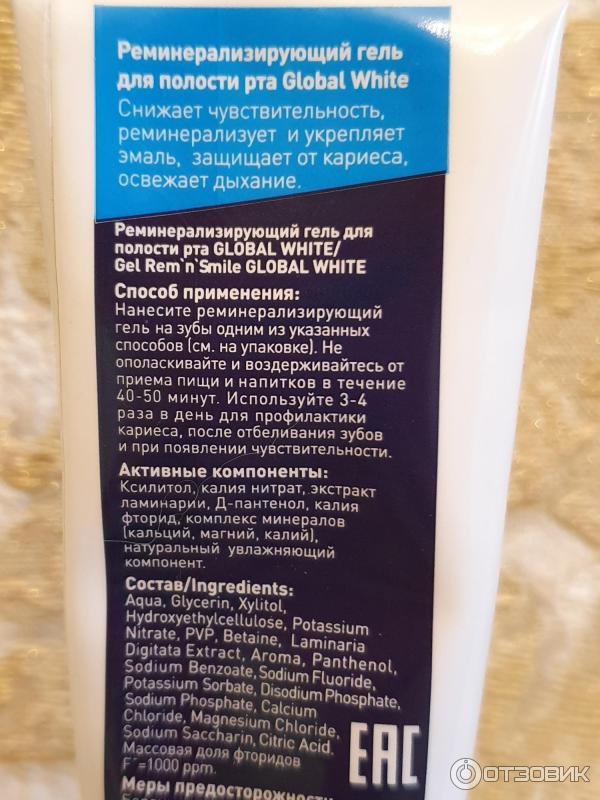 Реминерализирующий гель
для полости рта Global White
Снижает чувствительность,
реминерализует и укрепляет
эмаль, защищает от кариеса,
освежает дыхание.
Реминерализирующий гель для
полости рта GLOBAL WHITE/
Gel Rem`n`Smile GLOBAL WHITE
Способ применения:
Нанесите реминерализирующий
гель на зубы одним из указанных
способов (см. на упаковке). Не
ополаскивайте и воздерживайтесь от
приема пищи и напитков в течение
40-50 минут. Используйте 3-4
раза в день для профилактики
кариеса, после отбеливания зубов
и при появлении чувствительности.
Активные компоненты:
Ксилитол, калия нитрат, экстракт
ламинарии, Д-пантенол, калия
фторид, комплекс минералов
(кальций, магний, калий),
натуральный увлажняющий
компонент.
Состав/Ingredients:
Aqua, Glycerin, Xylitol,
Hydroxyethylcellulose, Potassium
Nitrate, PVP, Betaine, Laminaria
Digitata Extract, Aroma, Panthenol,
Sodium Benzoate, Sodium Fluoride,
Potassium Sorbate, Disodium Phosphate,
Sodium Phosphate, Calcium
Chloride, Magnesium Chloride,
Sodium Saccharin, Citric Acid.
Массовая доля фторидов
F⁻=1000 ppm.
EAC
Меры предосторожности
ОТЗОВИК